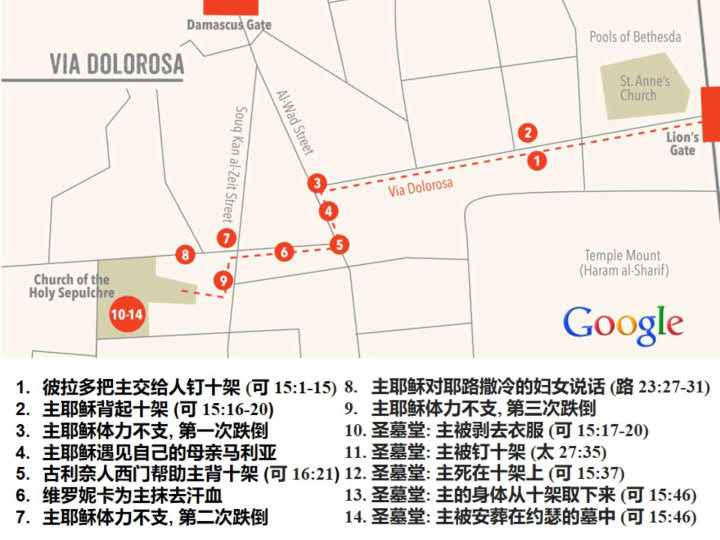 Damascus Gate
VIA DOLOROSA
Pools of Bethesda
St. Anne's
Church
Lion's
Gate
Souq Kan al-Zeit Street
Al-Wad Street
2
1
3
Via Dolorosa
4
7
5
6
8
9
Church of the
Holy Sepulchre
10-14
Temple Mount
(Haram al-Sharif)
Google
1. 彼拉多把主交给人钉十架 (可 15:1-15)
2. 主耶稣背起十架 (可 15:16-20)
3. 主耶稣体力不支, 第一次跌倒
4. 主耶稣遇见自己的母亲马利亚
5. 古利奈人西门帮助主背十架 (可 16:21)
6. 维罗妮卡为主抹去汗血
7. 主耶稣体力不支, 第二次跌倒
8. 主耶稣对耶路撒冷的妇女说话 (路 23:27-31)
9. 主耶稣体力不支, 第三次跌倒
10. 圣墓堂: 主被剥去衣服 (可 15:17-20)
11. 圣墓堂: 主被钉十架 (太 27:35)
12. 圣墓堂: 主死在十架上 (可 15:37)
13. 圣墓堂: 主的身体从十架取下来 (可 15:46)
14. 圣墓堂: 主被安葬在约瑟的墓中 (可 15:46)